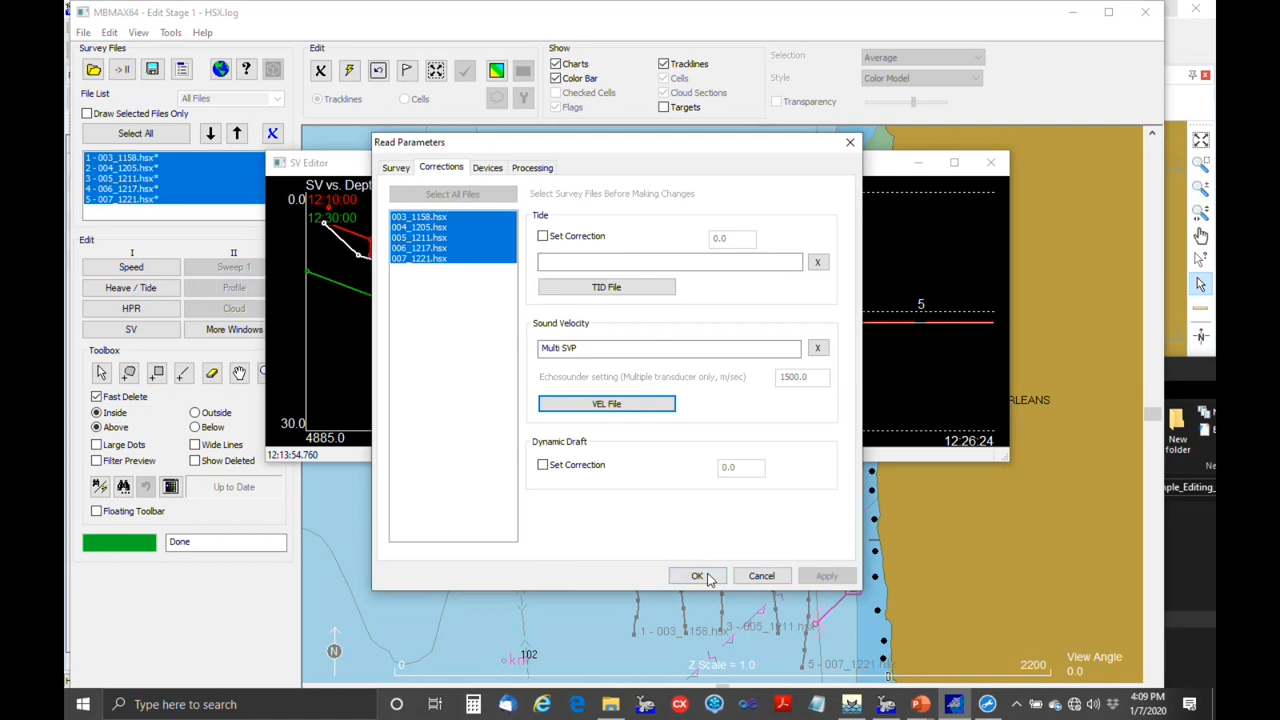 MBMAX64 - Edit Stage 1 - HSX.log
File Edit View Tools Help
Survey Files
Edit
Show
Selection
Average
Charts
Tracklines
Color Bar
Cells
Style
Color Model
Checked Cells
Cloud Sections
Flags
Targets
Transparency
Tracklines
Cells
File List
All Files
Draw Selected Files Only
Select All
1 - 003_1158.hsx*
2 - 004_1205.hsx*
3 - 005_1211.hsx*
4 - 006_1217.hsx*
5 - 007_1221.hsx*
Edit
I II
Speed Sweep 1
Heave / Tide Profile
HPR Cloud
SV More Windows
Toolbox
Fast Delete
Inside Outside
Above Below
Large Dots Wide Lines
Filter Preview Show Deleted
Up to Date
Floating Toolbar
Done
SV Editor
SV vs. Dept
0.0
12:10:00
12:30:00
30.0
4885.0
12:13:54.760
5
12:26:24
Read Parameters
Survey Corrections Devices Processing
Select All Files
Select Survey Files Before Making Changes
003_1158.hsx
004_1205.hsx
005_1211.hsx
006_1217.hsx
007_1221.hsx
Tide
Set Correction
0.0
X
TID File
Sound Velocity
Multi SVP
X
Echosounder setting (Multiple transducer only, m/sec)
1500.0
VEL File
Dynamic Draft
Set Correction
0.0
OK Cancel Apply
RLEANS
New
folder
Ne
ple_Editing_
1 - 003_1158.hsx
3 - 005_1211.hsx
5 - 007_1221.hsx
102
N
0
Z Scale = 1.0
2200
View Angle
0.0
Type here to search
4:09 PM
1/7/2020